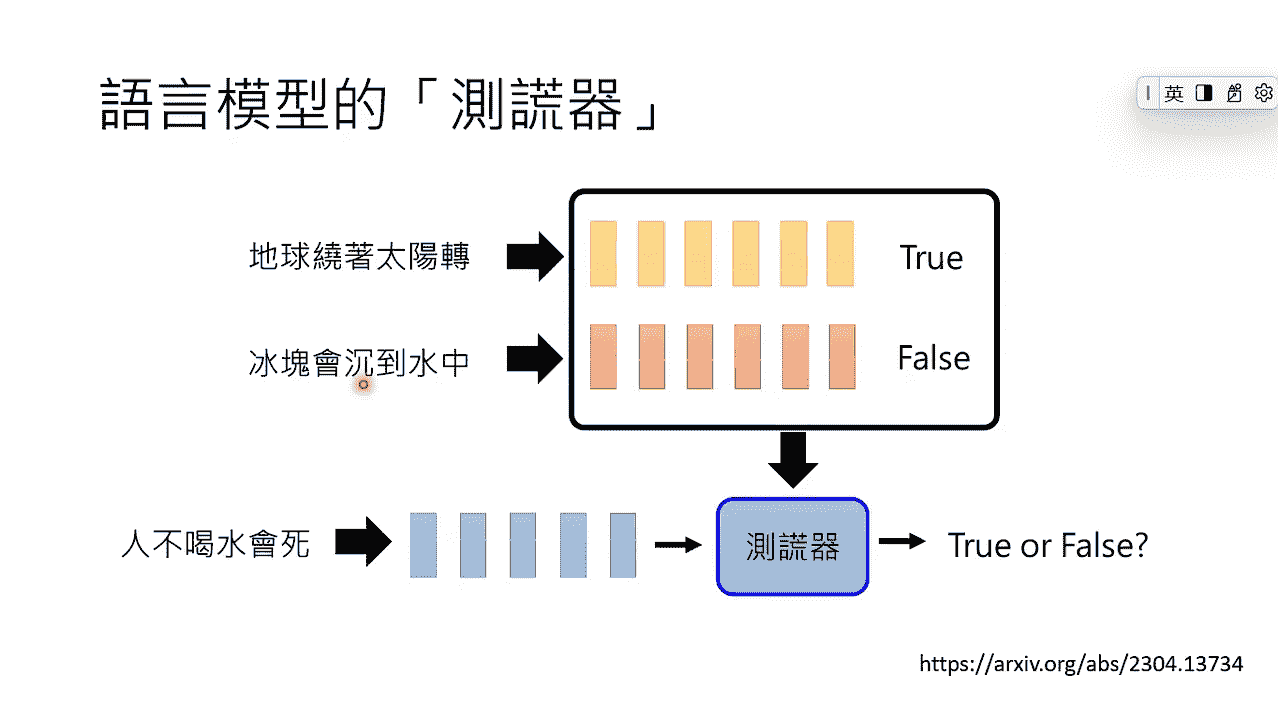 語言模型的「測謊器」
英
地球繞著太陽轉
True
冰塊會沉到水中
False
人不喝水會死
測謊器
True or False?
https://arxiv.org/abs/2304.13734